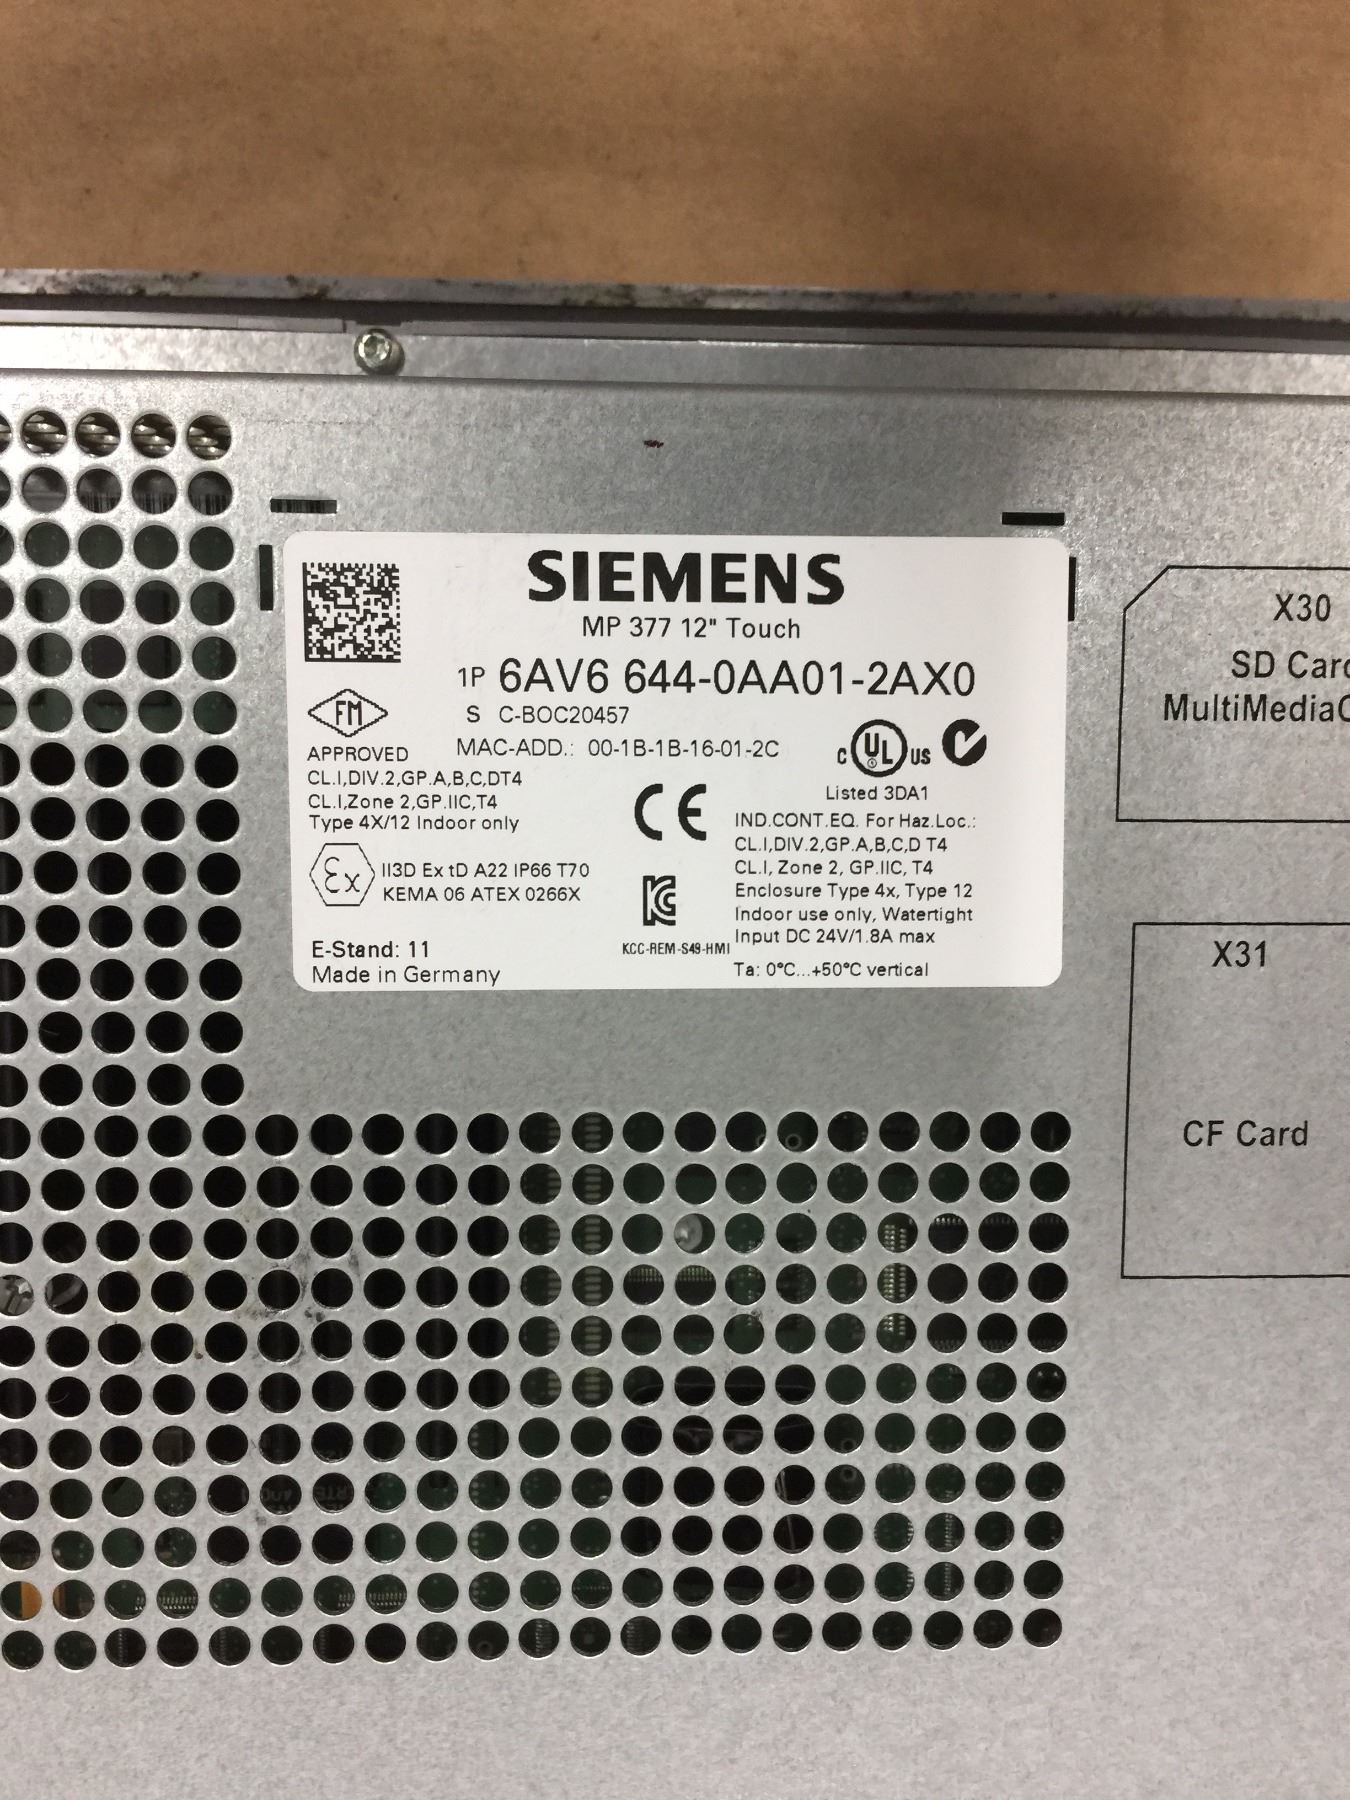 SIEMENS
MP 377 12" Touch
1P 6AV6 644-0AA01-2AX0
S C-BOC20457
MAC-ADD.: 00-1B-1B-16-01-2C
FM
APPROVED
CL.I,DIV.2,GP.A,B,C,DT4
CL.I,Zone 2,GP.IIC,T4
Type 4X/12 Indoor only
Ex
II3D Ex tD A22 IP66 T70
KEMA 06 ATEX 0266X
E-Stand: 11
Made in Germany
CE
KCC-REM-S49-HMI
C UL US
Listed 3DA1
IND.CONT.EQ. For Haz.Loc.:
CL.I,DIV.2,GP.A,B,C,D T4
CL.I, Zone 2, GP.IIC, T4
Enclosure Type 4x, Type 12
Indoor use only, Watertight
Input DC 24V/1.8A max
Ta: 0°C...+50°C vertical
X30
SD Card
MultiMediaC
X31
CF Card